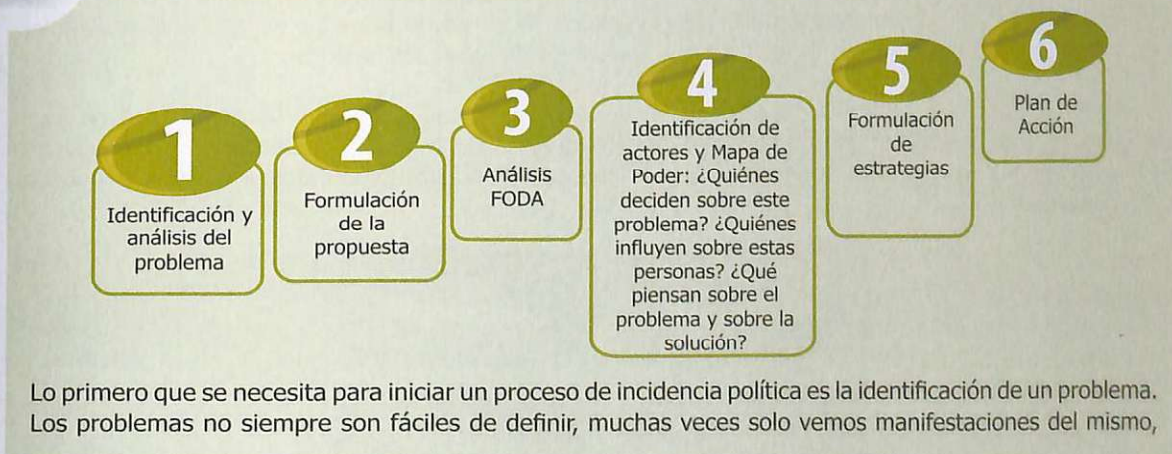 1
Identificación y
análisis del
problema
2
Formulación
de la
propuesta
3
Análisis
FODA
4
Identificación de
actores y Mapa de
Poder: ¿Quiénes
deciden sobre este
problema? ¿Quiénes
influyen sobre estas
personas? ¿Qué
piensan sobre el
problema y sobre la
solución?
5
Formulación
de
estrategias
6
Plan de
Acción
Lo primero que se necesita para iniciar un proceso de incidencia política es la identificación de un problema.
Los problemas no siempre son fáciles de definir, muchas veces solo vemos manifestaciones del mismo,